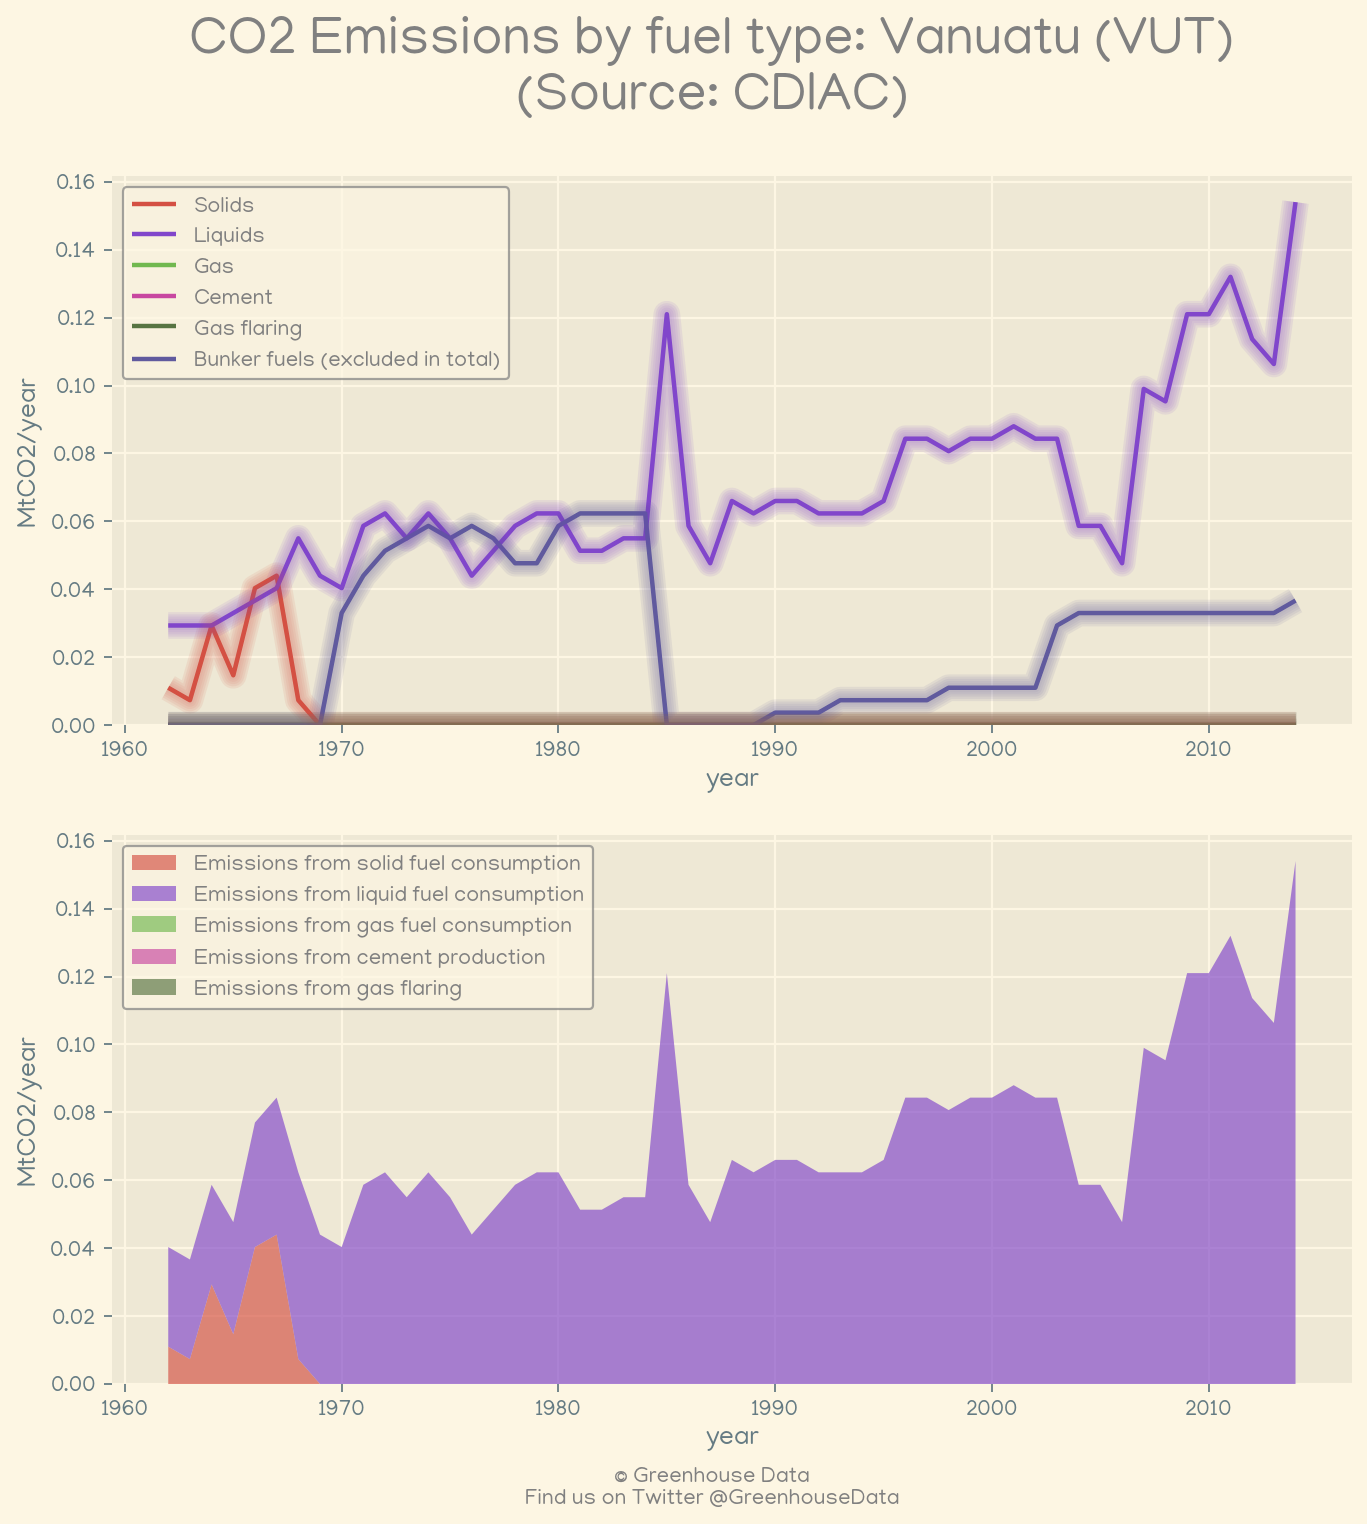 CO2 Emissions by fuel type: Vanuatu (VUT)
(Source: CDIAC)
0.16
0.14
0.12
0.10
0.08
0.06
0.04
0.02
0.00
MtCO2/year
Solids
Liquids
Gas
Cement
Gas flaring
Bunker fuels (excluded in total)
1960 1970 1980 1990 2000 2010
year
0.16
0.14
0.12
0.10
0.08
0.06
0.04
0.02
0.00
MtCO2/year
Emissions from solid fuel consumption
Emissions from liquid fuel consumption
Emissions from gas fuel consumption
Emissions from cement production
Emissions from gas flaring
1960 1970 1980 1990 2000 2010
year
© Greenhouse Data
Find us on Twitter @GreenhouseData